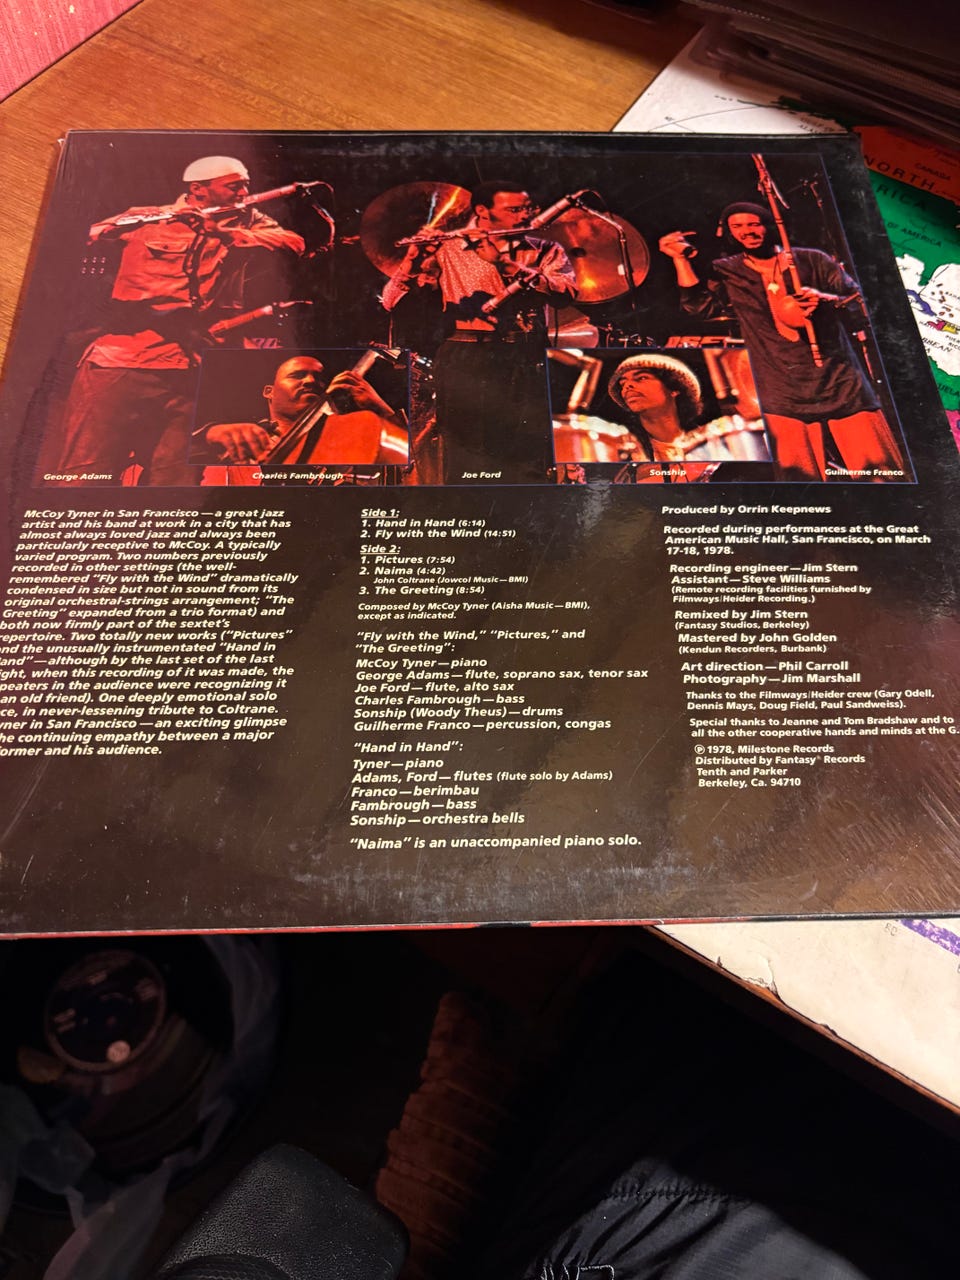 George Adams
Charles Fambrough
Joe Ford
Sonship
Guilherme Franco
McCoy Tyner in San Francisco — a great jazz
artist and his band at work in a city that has
almost always loved jazz and always been
particularly receptive to McCoy. A typically
varied program. Two numbers previously
recorded in other settings (the well-
remembered "Fly with the Wind" dramatically
condensed in size but not in sound from its
original orchestral-strings arrangement; "The
Greeting" expanded from a trio format) and
both now firmly part of the sextet's
repertoire. Two totally new works ("Pictures"
nd the unusually instrumentated "Hand in
and" — although by the last set of the last
ight, when this recording of it was made, the
peaters in the audience were recognizing it
an old friend). One deeply emotional solo
ce, in never-lessening tribute to Coltrane.
yner in San Francisco — an exciting glimpse
he continuing empathy between a major
ormer and his audience.
Side 1:
1. Hand in Hand (6:14)
2. Fly with the Wind (14:51)
Side 2:
1. Pictures (7:54)
2. Naima (4:42)
John Coltrane (Jowcol Music—BMI)
3. The Greeting (8:54)
Composed by McCoy Tyner (Aisha Music—BMI),
except as indicated.
"Fly with the Wind," "Pictures," and
"The Greeting":
McCoy Tyner — piano
George Adams — flute, soprano sax, tenor sax
Joe Ford — flute, alto sax
Charles Fambrough — bass
Sonship (Woody Theus) — drums
Guilherme Franco — percussion, congas
"Hand in Hand":
Tyner — piano
Adams, Ford — flutes (flute solo by Adams)
Franco — berimbau
Fambrough — bass
Sonship — orchestra bells
"Naima" is an unaccompanied piano solo.
Produced by Orrin Keepnews
Recorded during performances at the Great
American Music Hall, San Francisco, on March
17-18, 1978.
Recording engineer — Jim Stern
Assistant — Steve Williams
(Remote recording facilities furnished by
Filmways/Heider Recording.)
Remixed by Jim Stern
(Fantasy Studios, Berkeley)
Mastered by John Golden
(Kendun Recorders, Burbank)
Art direction — Phil Carroll
Photography — Jim Marshall
Thanks to the Filmways/Heider crew (Gary Odell,
Dennis Mays, Doug Field, Paul Sandweiss).
Special thanks to Jeanne and Tom Bradshaw and to
all the other cooperative hands and minds at the G.
℗ 1978, Milestone Records
Distributed by Fantasy® Records
Tenth and Parker
Berkeley, Ca. 94710
CANADA
NORTH
RICA
OF AMERICA